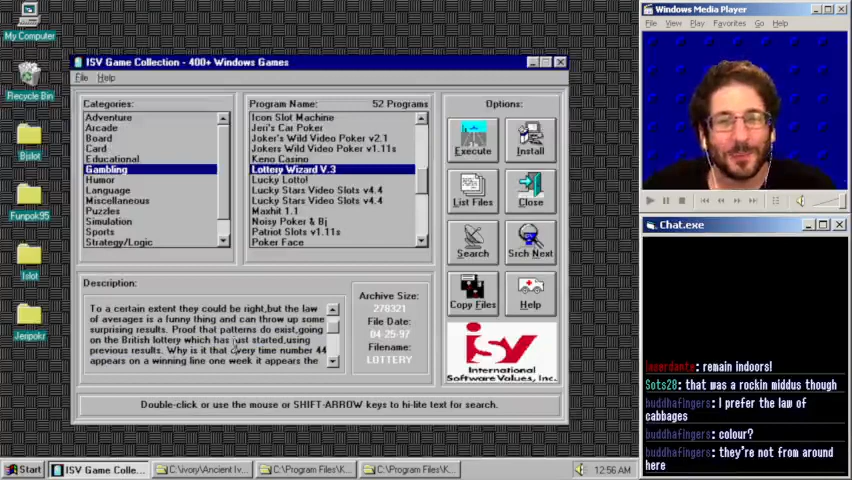 My Computer
Recycle Bin
Bjslot
Funpok95
Islot
Jeripokr
ISV Game Collection - 400+ Windows Games
File Help
Categories:
Adventure
Arcade
Board
Card
Educational
Gambling
Humor
Language
Miscellaneous
Puzzles
Simulation
Sports
Strategy/Logic
Program Name: 52 Programs
Icon Slot Machine
Jeri's Car Poker
Joker's Wild Video Poker v2.1
Jokers Wild Video Poker v1.11s
Keno Casino
Lottery Wizard V.3
Lucky Lotto!
Lucky Stars Video Slots v4.4
Lucky Stars Video Slots v4.4
Maxhit 1.1
Noisy Poker & Bj
Patriot Slots v1.11s
Poker Face
Options:
Execute
Install
List Files
Close
Search
Srch Next
Copy Files
Help
Description:
To a certain extent they could be right,but the law
of averages is a funny thing and can throw up some
surprising results. Proof that patterns do exist,going
on the British lottery which has just started,using
previous results. Why is it that every time number 44
appears on a winning line one week it appears the
Archive Size:
278321
File Date:
04-25-97
Filename:
LOTTERY
isv
International
Software Values, Inc.
Double-click or use the mouse or SHIFT-ARROW keys to hi-lite text for search.
Windows Media Player
File View Play Favorites Go Help
Chat.exe
laserdante: remain indoors!
Sots28: that was a rockin middus though
buddhafingers: I prefer the law of
cabbages
buddhafingers: colour?
buddhafingers: they're not from around
here
Start
ISV Game Collec...
C:\ivory\Ancient Iv...
C:\Program Files\K...
C:\Program Files\K...
12:56 AM